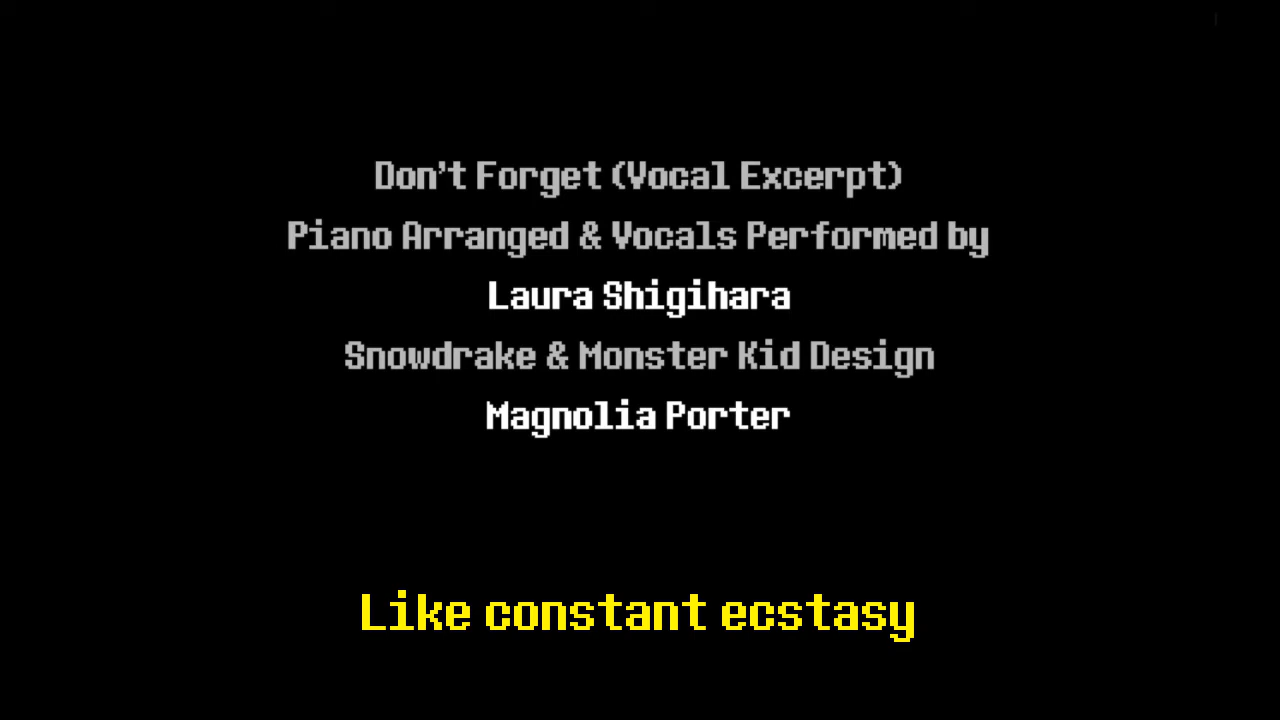 Don't Forget (Vocal Excerpt)
Piano Arranged & Vocals Performed by
Laura Shigihara
Snowdrake & Monster Kid Design
Magnolia Porter
Like constant ecstasy